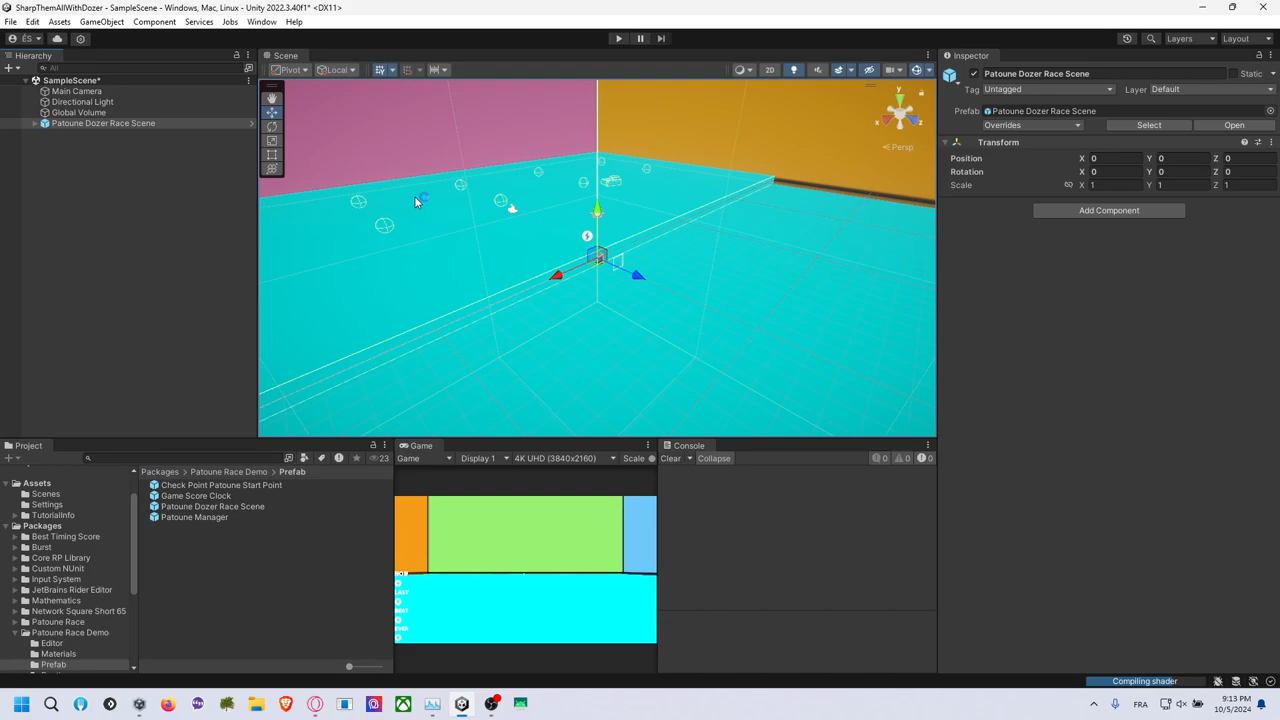 SharpThemAllWithDozer - SampleScene - Windows, Mac, Linux - Unity 2022.3.40f1* <DX11>
File Edit Assets GameObject Component Services Jobs Window Help
ÉS Layers Layout
Hierarchy
All
SampleScene*
Main Camera
Directional Light
Global Volume
Patoune Dozer Race Scene
Scene
Pivot Local 2D
y
x z
Persp
Inspector
Patoune Dozer Race Scene Static
Tag Untagged Layer Default
Prefab Patoune Dozer Race Scene
Overrides Select Open
Transform
Position X 0 Y 0 Z 0
Rotation X 0 Y 0 Z 0
Scale X 1 Y 1 Z 1
Add Component
Project
23
Assets
Scenes
Settings
TutorialInfo
Packages
Best Timing Score
Burst
Core RP Library
Custom NUnit
Input System
JetBrains Rider Editor
Mathematics
Network Square Short 65
Patoune Race
Patoune Race Demo
Editor
Materials
Prefab
Packages > Patoune Race Demo > Prefab
Check Point Patoune Start Point
Game Score Clock
Patoune Dozer Race Scene
Patoune Manager
Game
Game Display 1 4K UHD (3840x2160) Scale
LAST
Console
Clear Collapse 0 0 0
Compiling shader
FRA
9:13 PM
10/5/2024